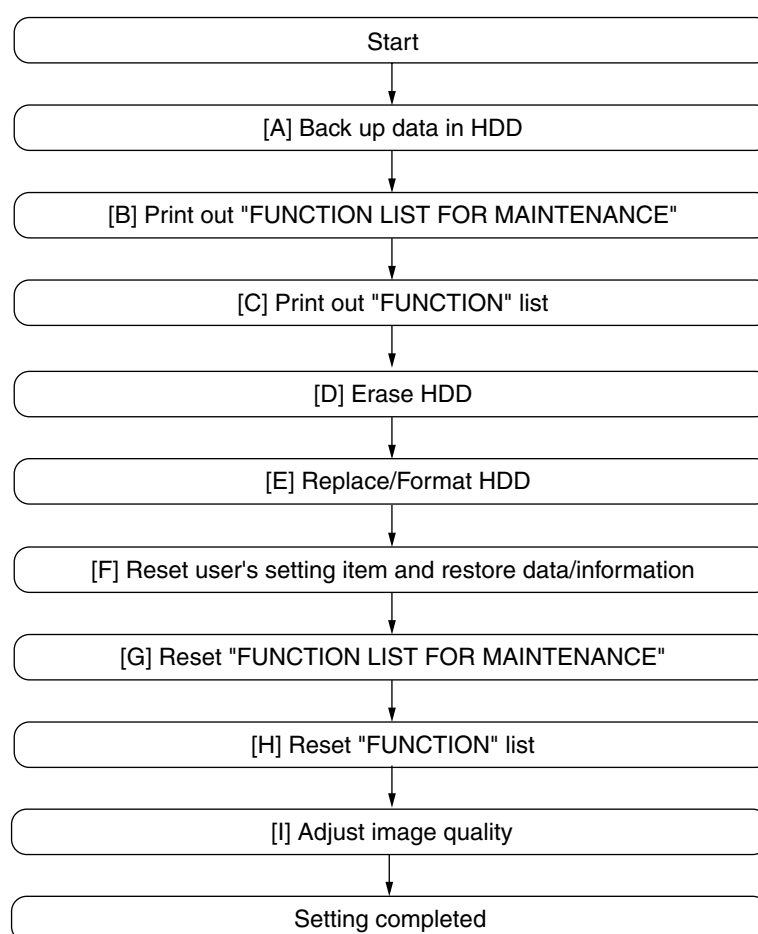 Start
[A] Back up data in HDD
[B] Print out "FUNCTION LIST FOR MAINTENANCE"
[C] Print out "FUNCTION" list
[D] Erase HDD
[E] Replace/Format HDD
[F] Reset user's setting item and restore data/information
[G] Reset "FUNCTION LIST FOR MAINTENANCE"
[H] Reset "FUNCTION" list
[I] Adjust image quality
Setting completed